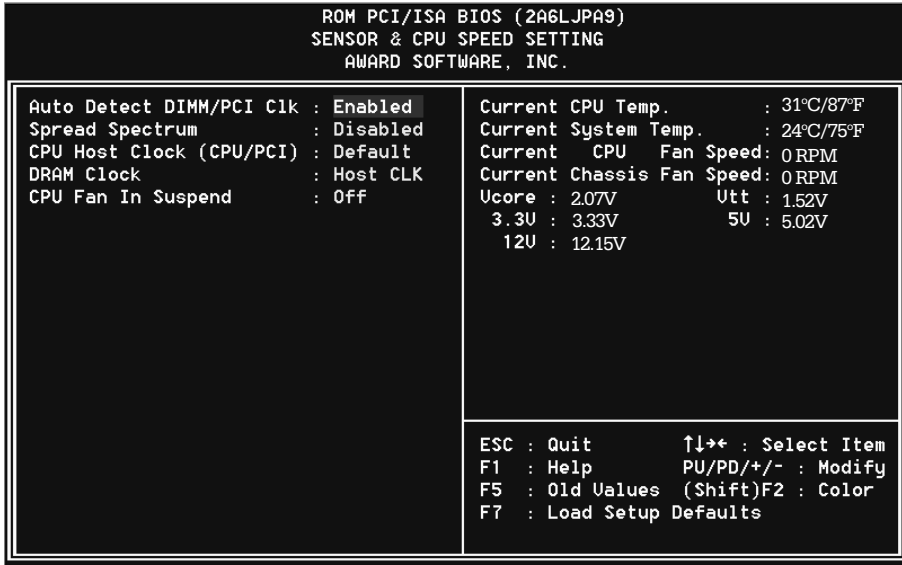 ROM PCI/ISA BIOS (2A6LJPA9)
SENSOR & CPU SPEED SETTING
AWARD SOFTWARE, INC.
Auto Detect DIMM/PCI Clk : Enabled
Spread Spectrum : Disabled
CPU Host Clock (CPU/PCI) : Default
DRAM Clock : Host CLK
CPU Fan In Suspend : Off
Current CPU Temp. : 31°C/87°F
Current System Temp. : 24°C/75°F
Current CPU Fan Speed: 0 RPM
Current Chassis Fan Speed: 0 RPM
Vcore : 2.07V Vtt : 1.52V
3.3V : 3.33V 5V : 5.02V
12V : 12.15V
ESC : Quit ↑↓→← : Select Item
F1 : Help PU/PD/+/- : Modify
F5 : Old Values (Shift)F2 : Color
F7 : Load Setup Defaults